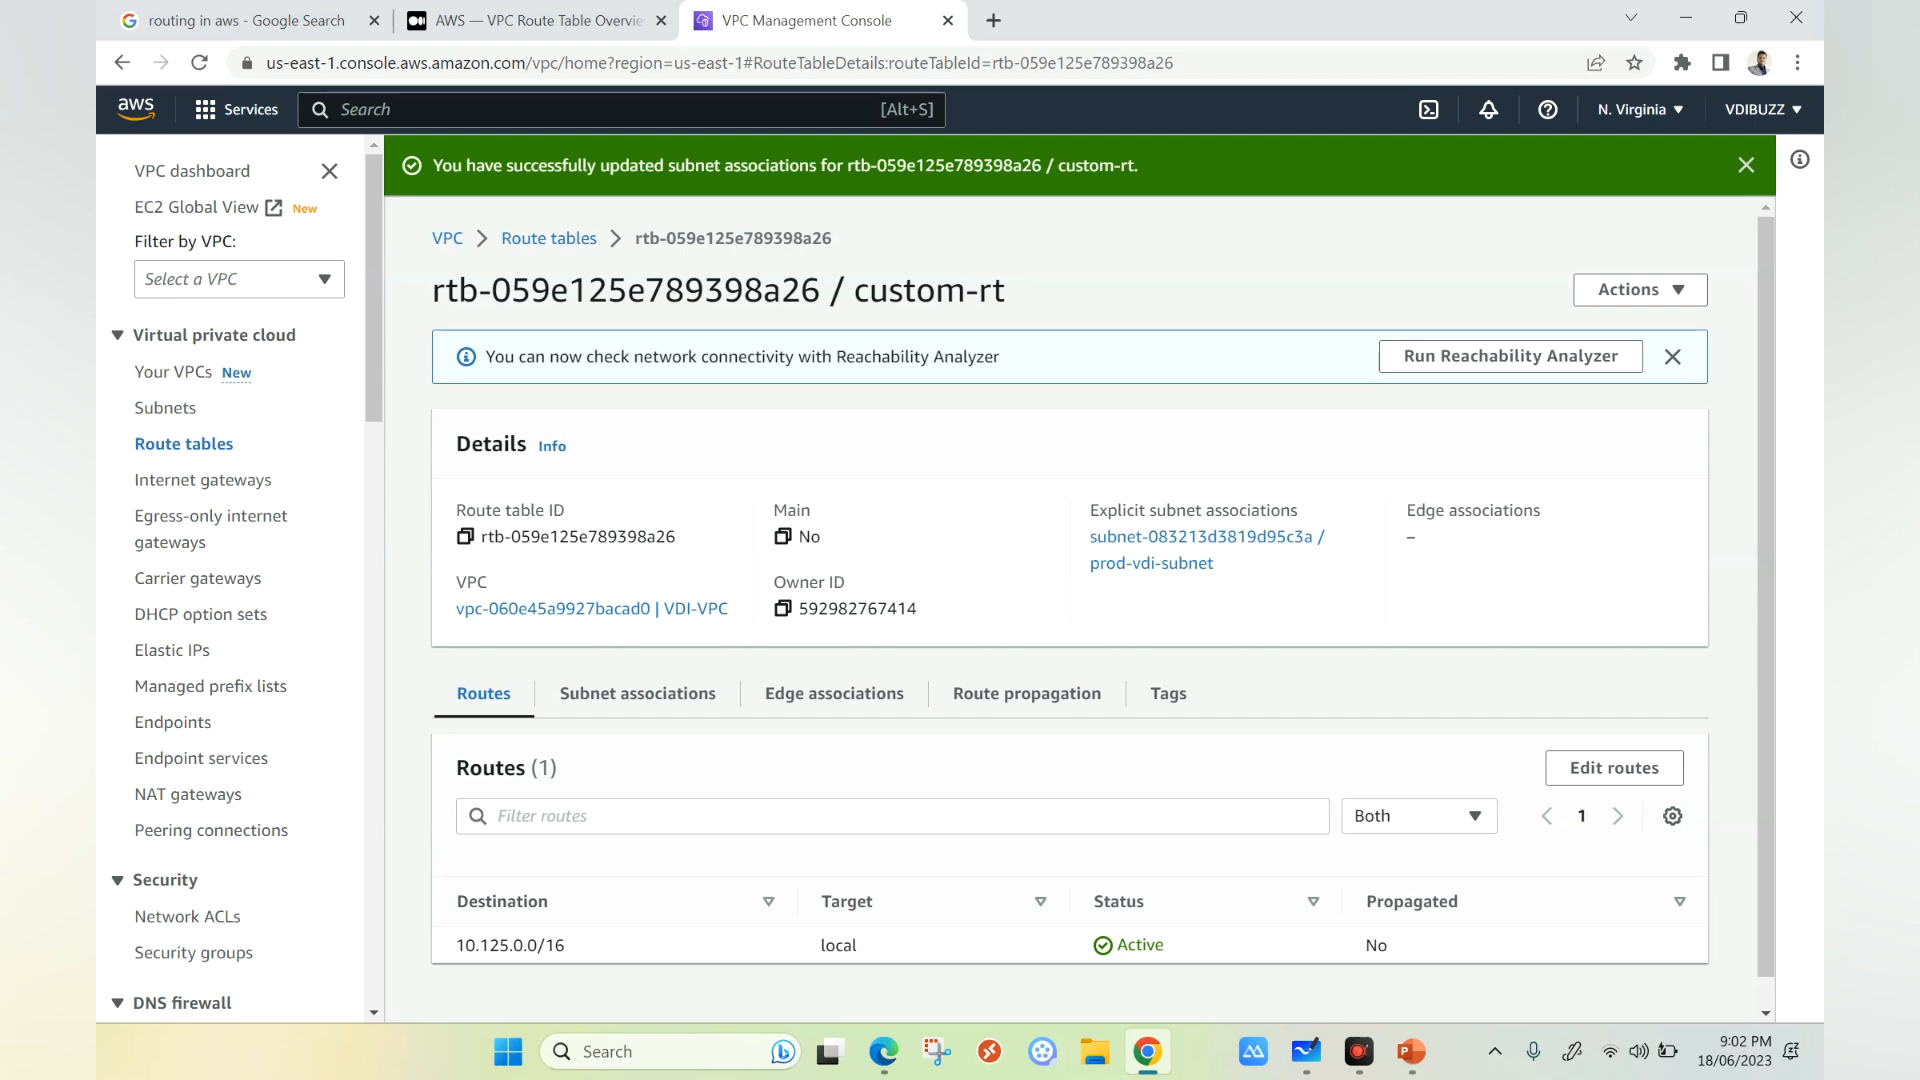 routing in aws - Google Search
AWS — VPC Route Table Overvie
VPC Management Console
us-east-1.console.aws.amazon.com/vpc/home?region=us-east-1#RouteTableDetails:routeTableId=rtb-059e125e789398a26
aws
Services
Search
[Alt+S]
N. Virginia
VDIBUZZ
You have successfully updated subnet associations for rtb-059e125e789398a26 / custom-rt.
VPC dashboard
EC2 Global View New
Filter by VPC:
Select a VPC
Virtual private cloud
Your VPCs New
Subnets
Route tables
Internet gateways
Egress-only internet
gateways
Carrier gateways
DHCP option sets
Elastic IPs
Managed prefix lists
Endpoints
Endpoint services
NAT gateways
Peering connections
Security
Network ACLs
Security groups
DNS firewall
VPC
Route tables
rtb-059e125e789398a26
rtb-059e125e789398a26 / custom-rt
Actions
You can now check network connectivity with Reachability Analyzer
Run Reachability Analyzer
Details Info
Route table ID
rtb-059e125e789398a26
Main
No
Explicit subnet associations
subnet-083213d3819d95c3a /
prod-vdi-subnet
Edge associations
–
VPC
vpc-060e45a9927bacad0 | VDI-VPC
Owner ID
592982767414
Routes
Subnet associations
Edge associations
Route propagation
Tags
Routes (1)
Edit routes
Filter routes
Both
1
Destination
Target
Status
Propagated
10.125.0.0/16
local
Active
No
Search
9:02 PM
18/06/2023